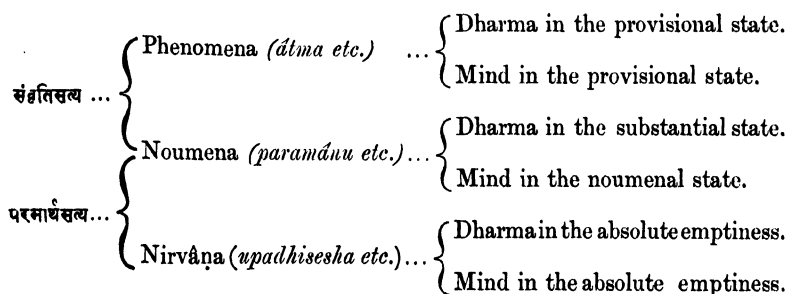 Dharma in the provisional state.
Phenomena (átma etc.) ...
Mind in the provisional state.
संवृतिसत्य ...
Dharma in the substantial state.
Noumena (paramánu etc.) ...
Mind in the noumenal state.
परमार्थसत्य...
Dharma in the absolute emptiness.
Nirvâṇa (upadhisesha etc.) ...
Mind in the absolute emptiness.